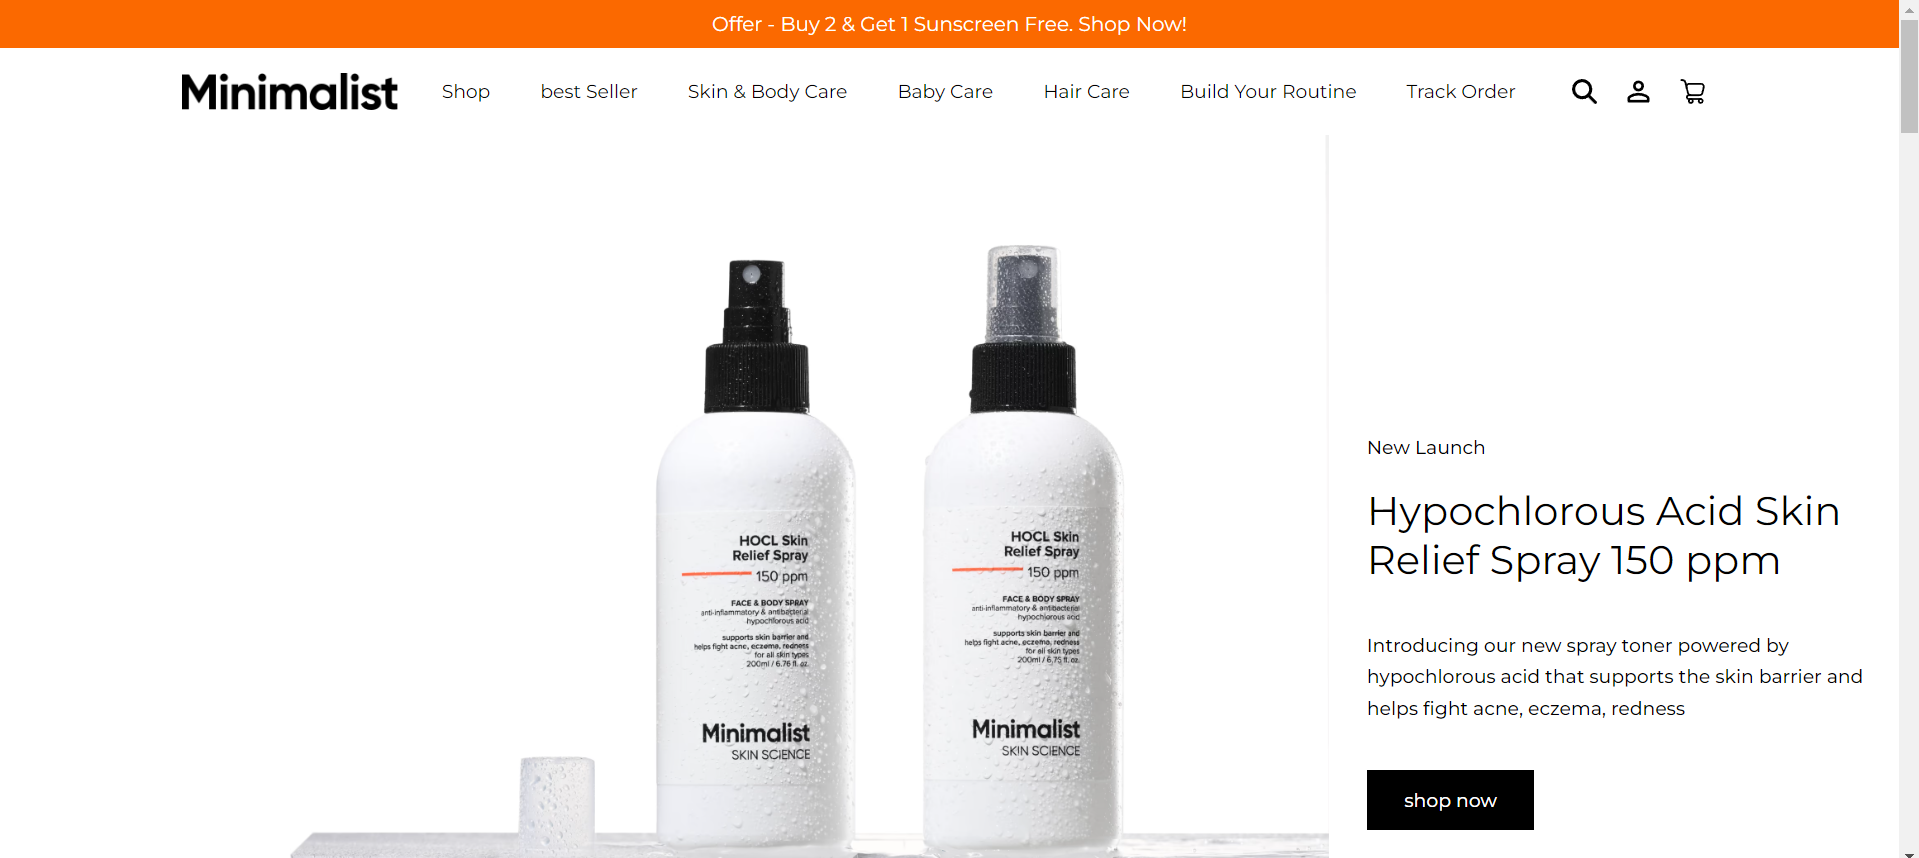 Offer - Buy 2 & Get 1 Sunscreen Free. Shop Now!
Minimalist
Shop
best Seller
Skin & Body Care
Baby Care
Hair Care
Build Your Routine
Track Order
HOCL Skin
Relief Spray
150 ppm
FACE & BODY SPRAY
anti-inflammatory & antibacterial
hypochlorous acid
supports skin barrier and
helps fight acne, eczema, redness
for all skin types
200ml / 6.76 fl. oz.
Minimalist
SKIN SCIENCE
HOCL Skin
Relief Spray
150 ppm
FACE & BODY SPRAY
anti-inflammatory & antibacterial
hypochlorous acid
supports skin barrier and
helps fight acne, eczema, redness
for all skin types
200ml / 6.76 fl. oz.
Minimalist
SKIN SCIENCE
New Launch
Hypochlorous Acid Skin
Relief Spray 150 ppm
Introducing our new spray toner powered by
hypochlorous acid that supports the skin barrier and
helps fight acne, eczema, redness
shop now